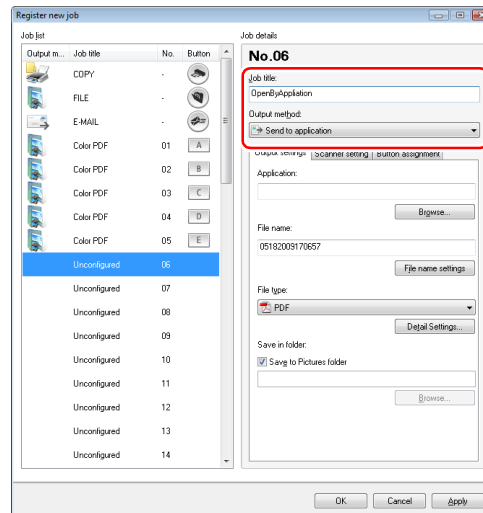 Register new job
Job list
Output m... Job title No. Button
COPY -
FILE -
E-MAIL -
Color PDF 01 A
Color PDF 02 B
Color PDF 03 C
Color PDF 04 D
Color PDF 05 E
Unconfigured 06
Unconfigured 07
Unconfigured 08
Unconfigured 09
Unconfigured 10
Unconfigured 11
Unconfigured 12
Unconfigured 13
Unconfigured 14
Job details
No.06
Job title:
OpenByAppliation
Output method:
Send to application
Output settings Scanner setting Button assignment
Application:
Browse...
File name:
05182009170657
File name settings
File type:
PDF
Detail Settings...
Save in folder:
Save to Pictures folder
Browse...
OK Cancel Apply